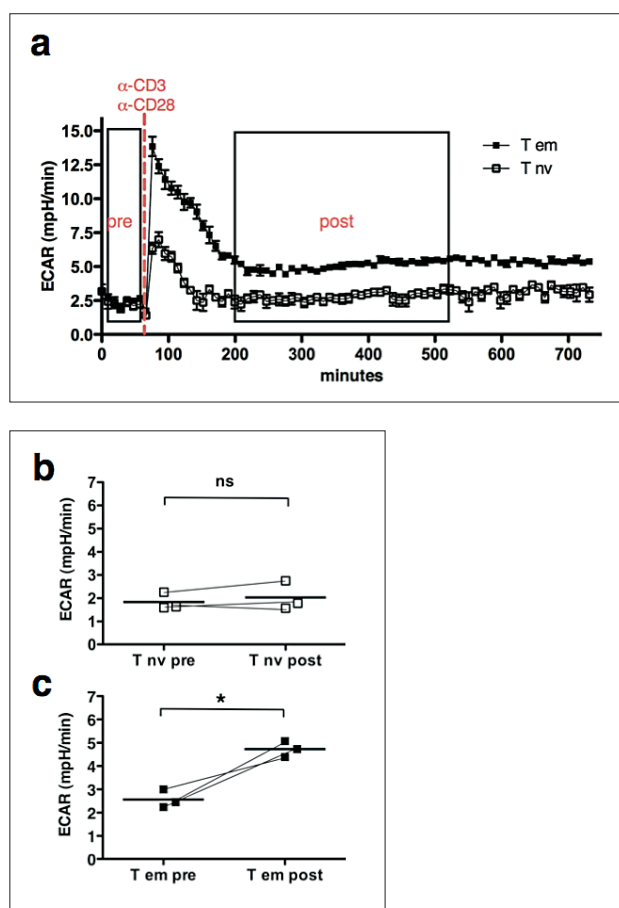 a
α-CD3
α-CD28
15.0
12.5
10.0
7.5
5.0
2.5
0.0
ECAR (mpH/min)
pre
post
T em
T nv
0 100 200 300 400 500 600 700
minutes
b
7
6
5
4
3
2
1
0
ECAR (mpH/min)
ns
T nv pre T nv post
c
7
6
5
4
3
2
1
0
ECAR (mpH/min)
*
T em pre T em post